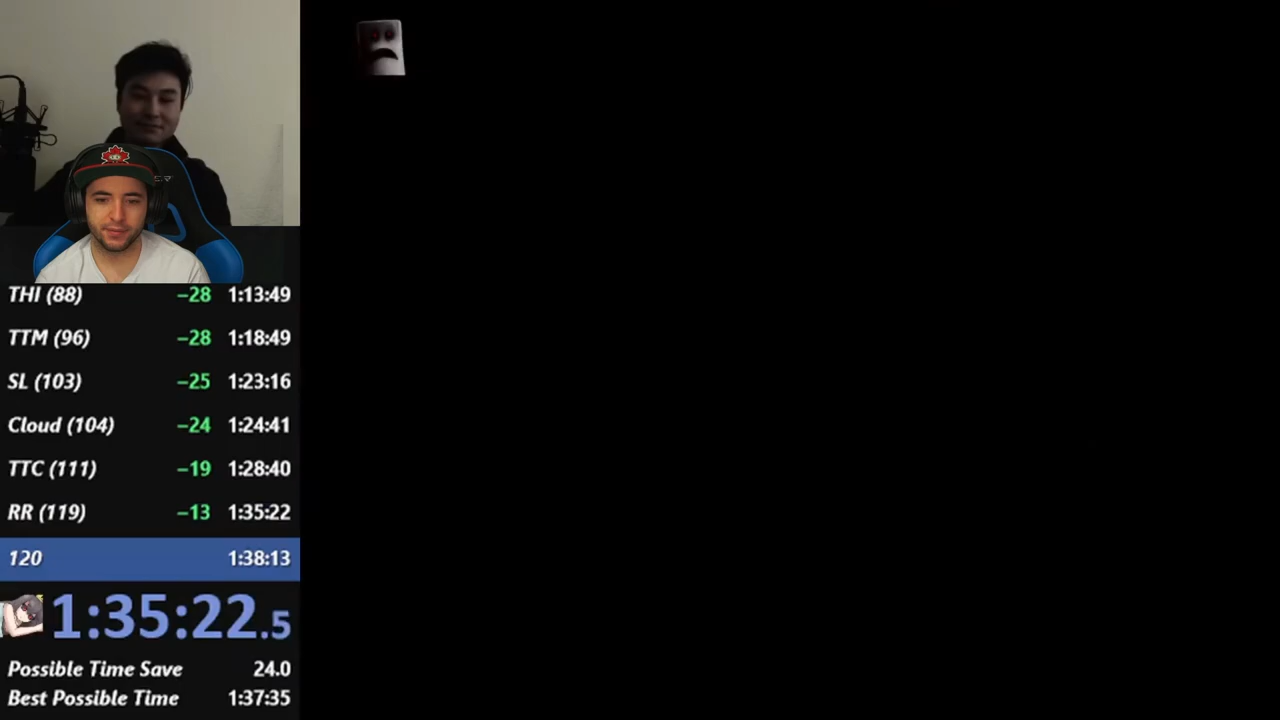 THI (88) −28 1:13:49
TTM (96) −28 1:18:49
SL (103) −25 1:23:16
Cloud (104) −24 1:24:41
TTC (111) −19 1:28:40
RR (119) −13 1:35:22
120 1:38:13
1:35:22.5
Possible Time Save 24.0
Best Possible Time 1:37:35